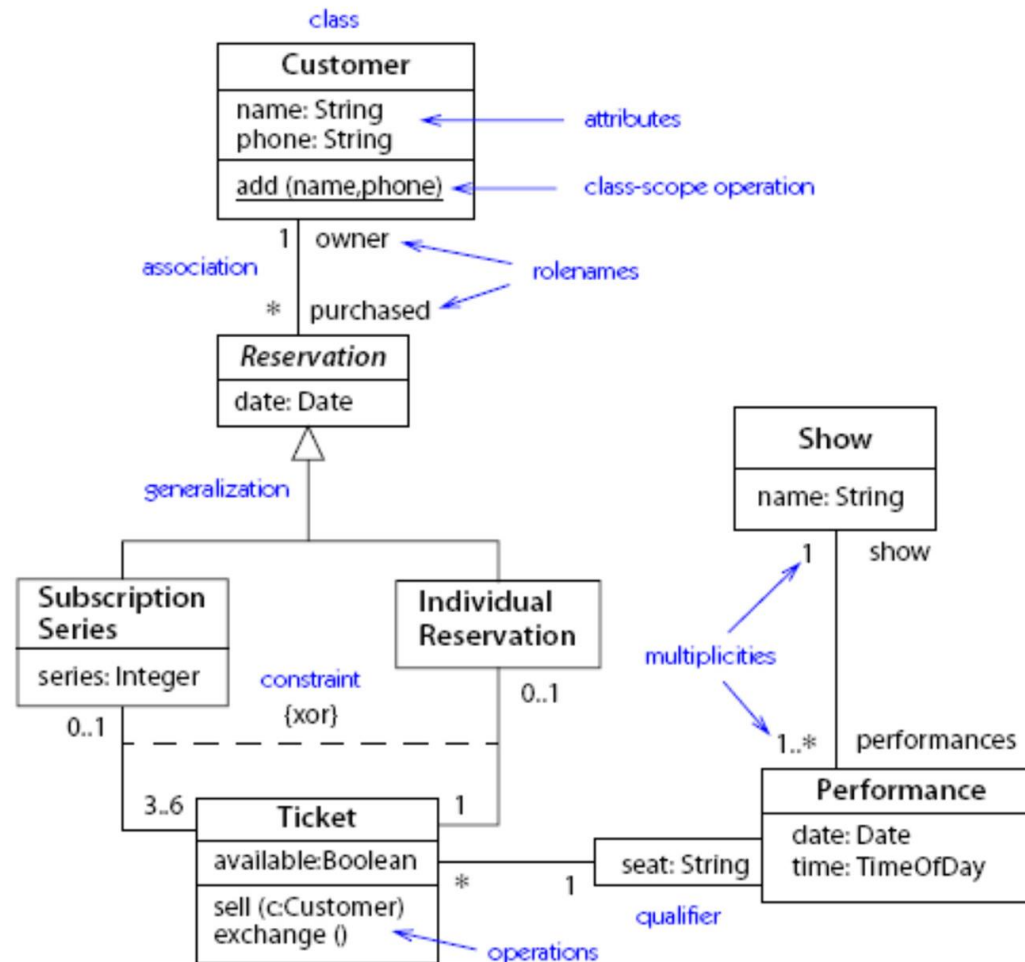 class
Customer
name: String
phone: String
attributes
add (name,phone)
class-scope operation
1 owner
association
rolenames
* purchased
Reservation
date: Date
generalization
Show
name: String
1 show
Subscription
Series
series: Integer
Individual
Reservation
multiplicities
constraint
{xor}
0..1
0..1
1..* performances
3..6
1
Ticket
available:Boolean
sell (c:Customer)
exchange ()
operations
*
1
seat: String
qualifier
Performance
date: Date
time: TimeOfDay